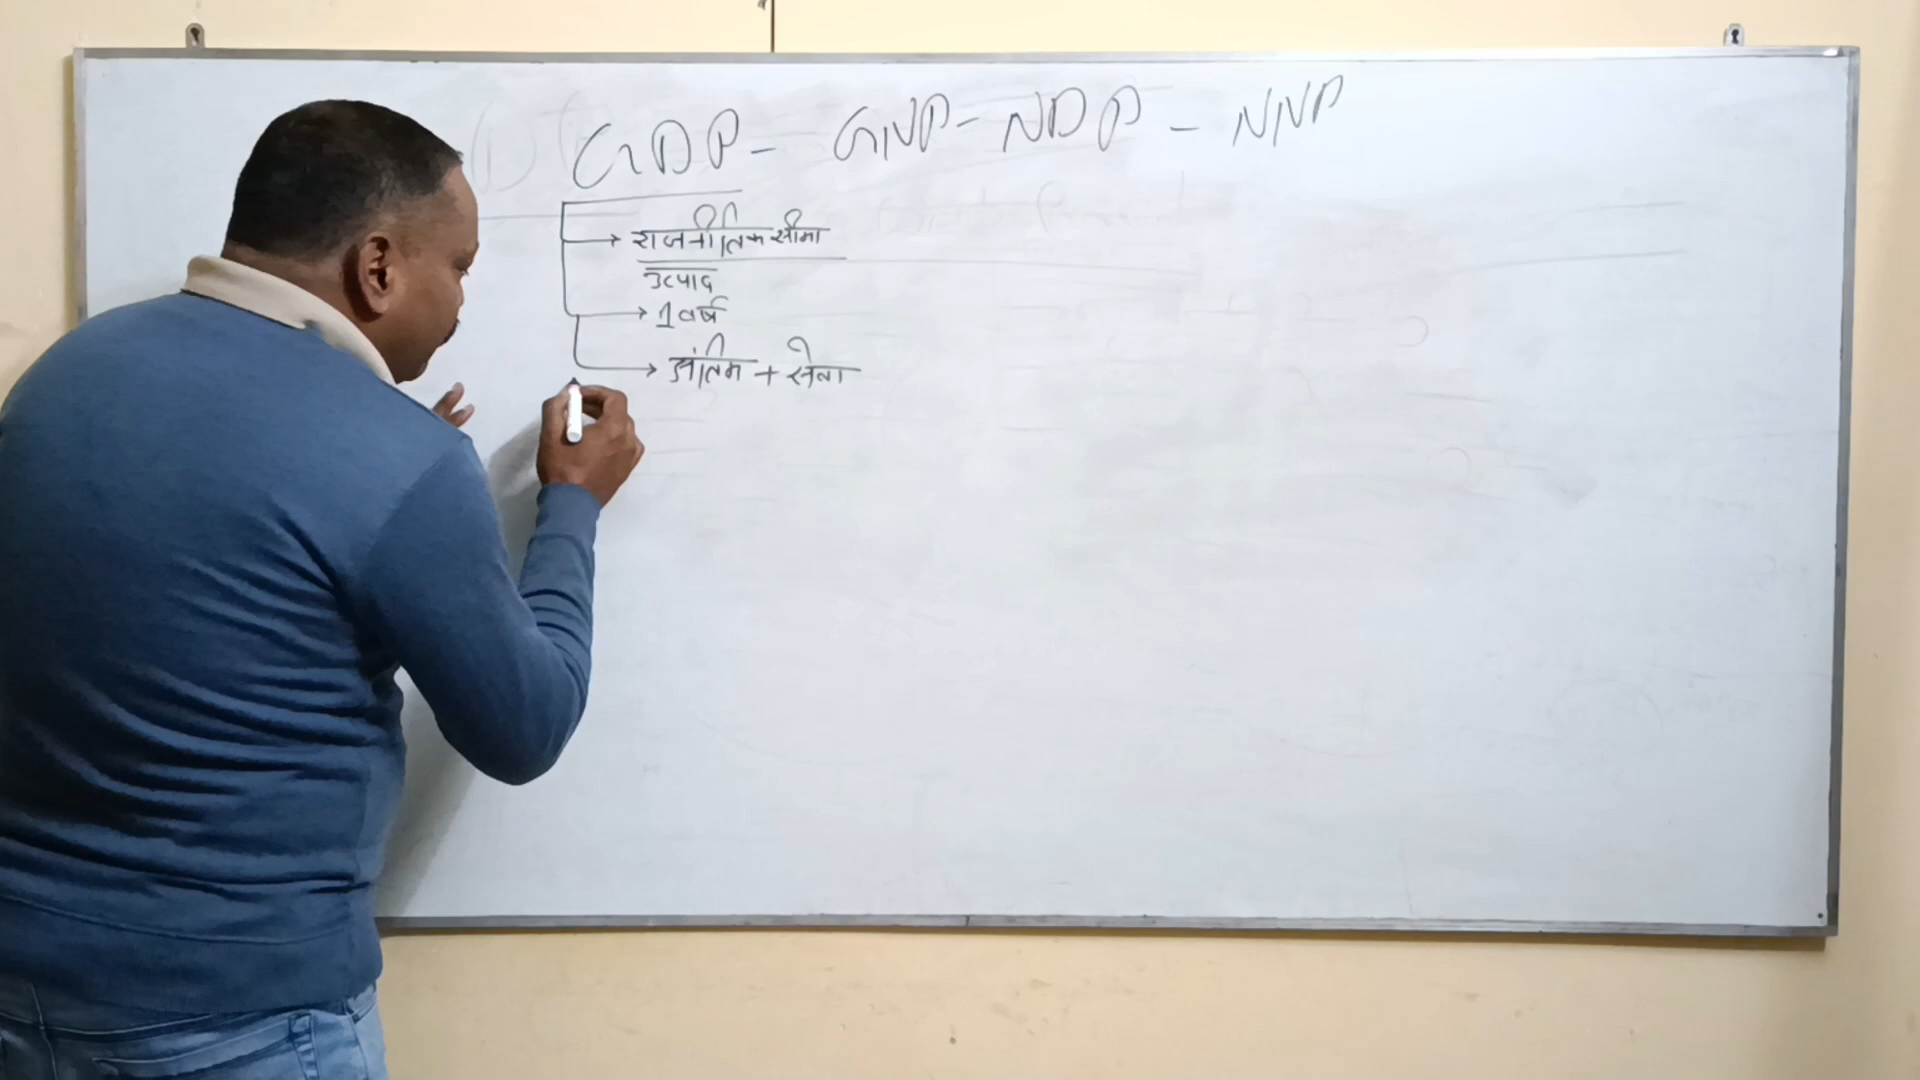 GDP - GNP - NDP - NNP
राजनीतिक सीमा
उत्पाद
1 वर्ष
अंतिम + सेवा